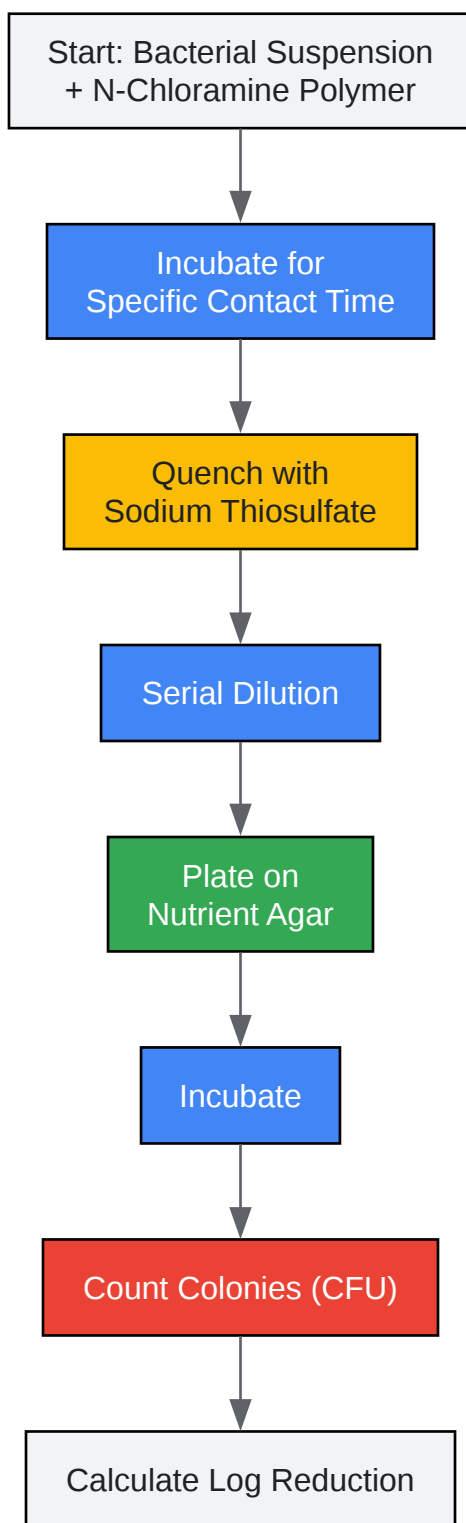 Start: Bacterial Suspension
+ N-Chloramine Polymer
Incubate for
Specific Contact Time
Quench with
Sodium Thiosulfate
Serial Dilution
Plate on
Nutrient Agar
Incubate
Count Colonies (CFU)
Calculate Log Reduction